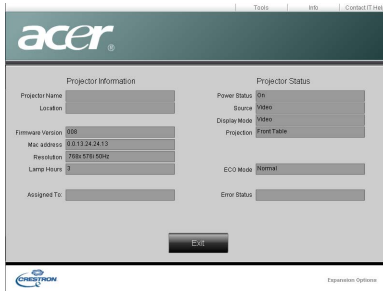 Tools Info Contact IT Hel
acer
®
Projector Information Projector Status
Projector Name Power Status On
Location Source Video
Display Mode Video
Firmware Version 008 Projection Front Table
Mac address 0.0.13.24.24.13
Resolution 768x 576i 50Hz
Lamp Hours 3 ECO Mode Normal
Assigned To: Error Status
Exit
CRESTRON Expansion Options